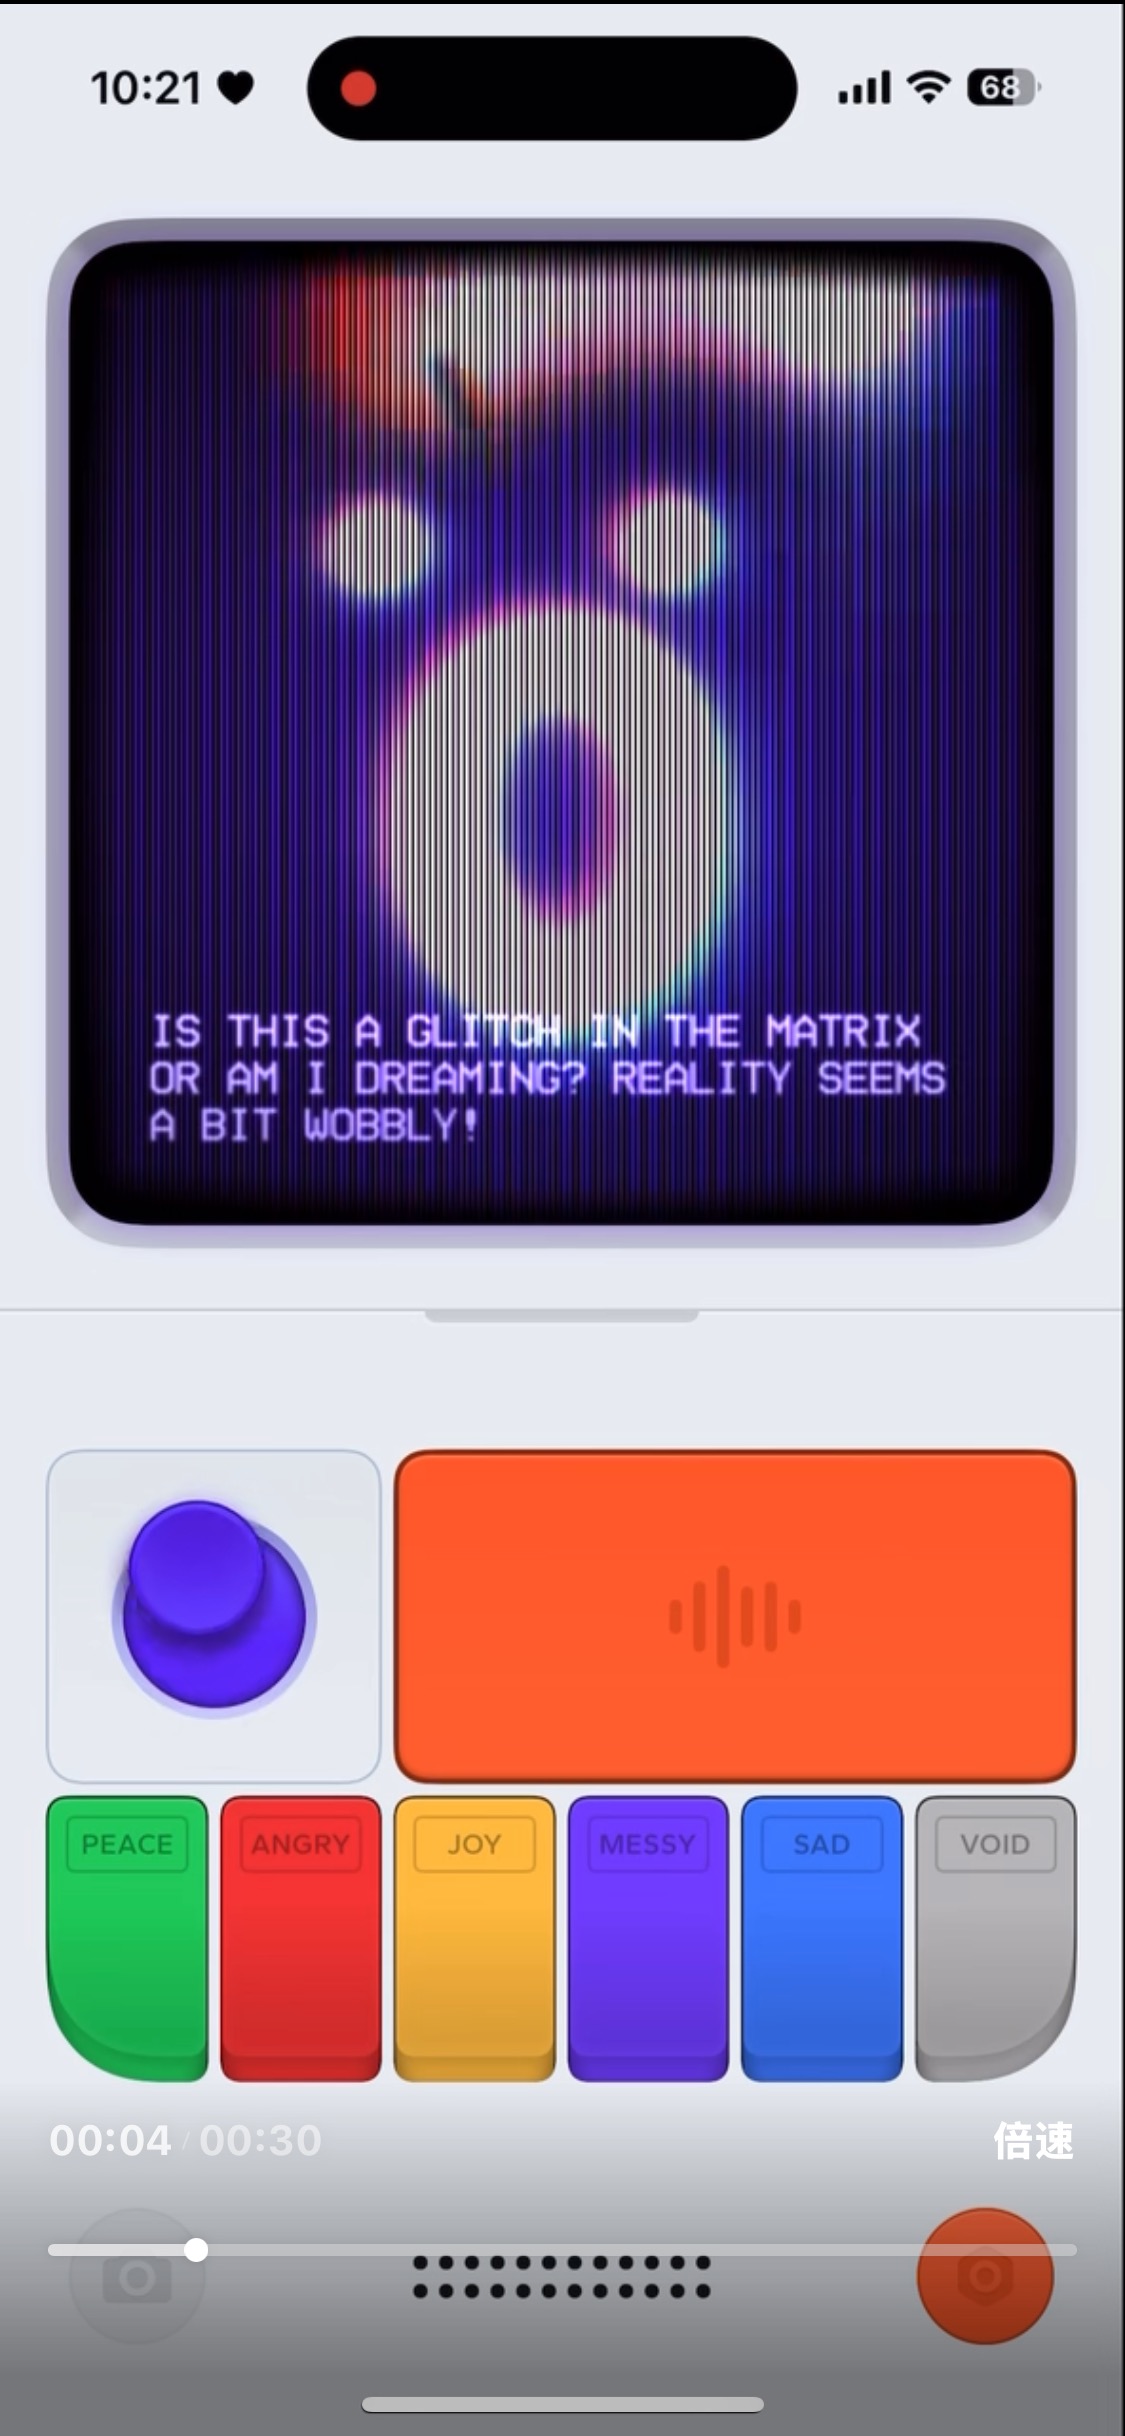 10:21
68
IS THIS A GLITCH IN THE MATRIX
OR AM I DREAMING? REALITY SEEMS
A BIT WOBBLY!
PEACE ANGRY JOY MESSY SAD VOID
00:04 / 00:30 倍速